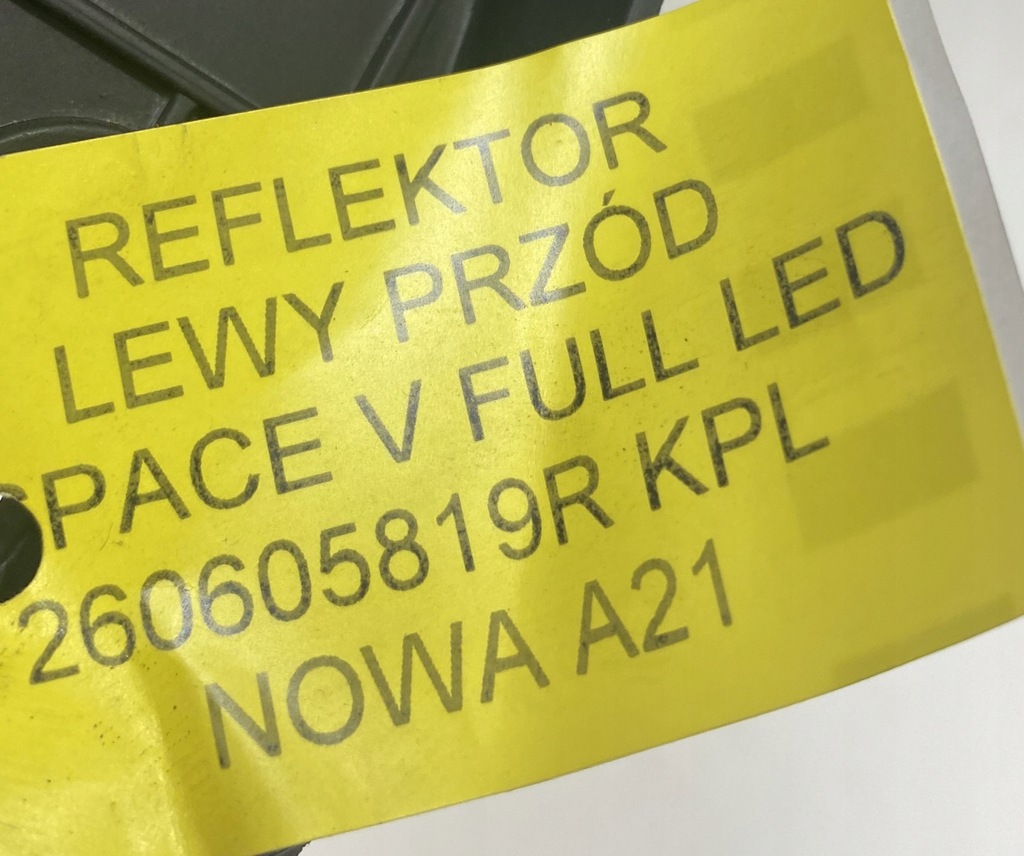 REFLEKTOR
LEWY PRZÓD
SPACE V FULL LED
260605819R KPL
NOWA A21